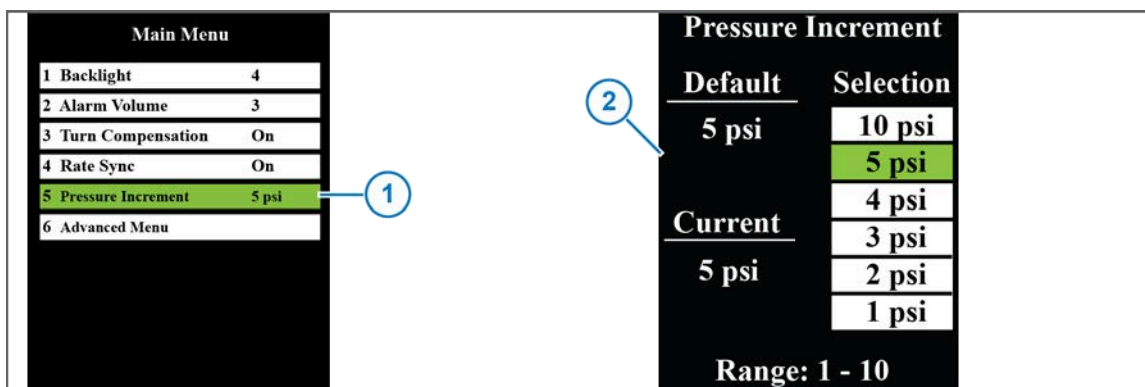 Main Menu
1 Backlight 4
2 Alarm Volume 3
3 Turn Compensation On
4 Rate Sync On
5 Pressure Increment 5 psi
6 Advanced Menu
1
Pressure Increment
Default Selection
5 psi
10 psi
5 psi
4 psi
Current
3 psi
5 psi
2 psi
1 psi
Range: 1 - 10
2